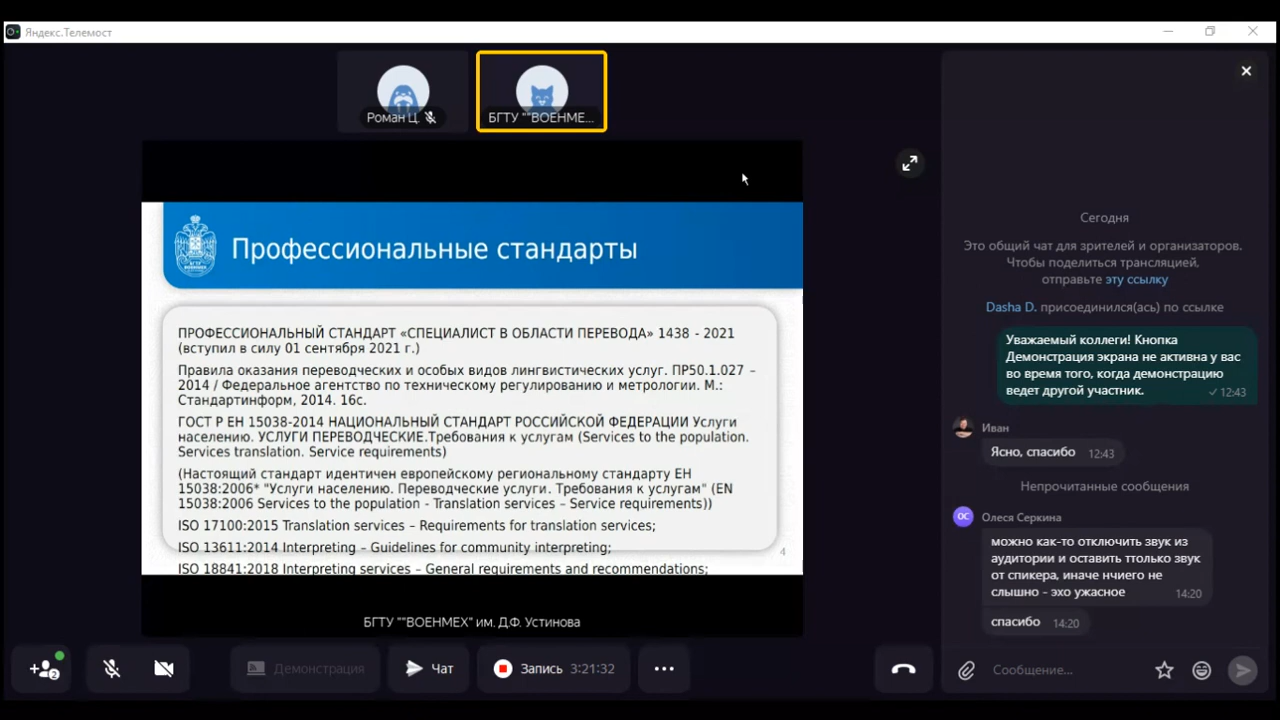 Яндекс.Телемост
Роман Ц.
БГТУ ""ВОЕНМЕ...
БГТУ
ВОЕНМЕХ
Профессиональные стандарты
ПРОФЕССИОНАЛЬНЫЙ СТАНДАРТ «СПЕЦИАЛИСТ В ОБЛАСТИ ПЕРЕВОДА» 1438 - 2021
(вступил в силу 01 сентября 2021 г.)
Правила оказания переводческих и особых видов лингвистических услуг. ПР50.1.027 –
2014 / Федеральное агентство по техническому регулированию и метрологии. М.:
Стандартинформ, 2014. 16с.
ГОСТ Р ЕН 15038-2014 НАЦИОНАЛЬНЫЙ СТАНДАРТ РОССИЙСКОЙ ФЕДЕРАЦИИ Услуги
населению. УСЛУГИ ПЕРЕВОДЧЕСКИЕ.Требования к услугам (Services to the population.
Services translation. Service requirements)
(Настоящий стандарт идентичен европейскому региональному стандарту ЕН
15038:2006* "Услуги населению. Переводческие услуги. Требования к услугам" (EN
15038:2006 Services to the population - Translation services – Service requirements))
ISO 17100:2015 Translation services – Requirements for translation services;
ISO 13611:2014 Interpreting – Guidelines for community interpreting;
ISO 18841:2018 Interpreting services – General requirements and recommendations;
4
БГТУ ""ВОЕНМЕХ" им. Д.Ф. Устинова
2
Демонстрация
Чат
Запись 3:21:32
Сегодня
Это общий чат для зрителей и организаторов.
Чтобы поделиться трансляцией,
отправьте эту ссылку
Dasha D. присоединился(ась) по ссылке
Уважаемый коллеги! Кнопка
Демонстрация экрана не активна у вас
во время того, когда демонстрацию
ведет другой участник.
12:43
Иван
Ясно, спасибо 12:43
Непрочитанные сообщения
ОС Олеся Серкина
можно как-то отключить звук из
аудитории и оставить ттолько звук
от спикера, иначе нчиего не
слышно - эхо ужасное 14:20
спасибо 14:20
Сообщение...